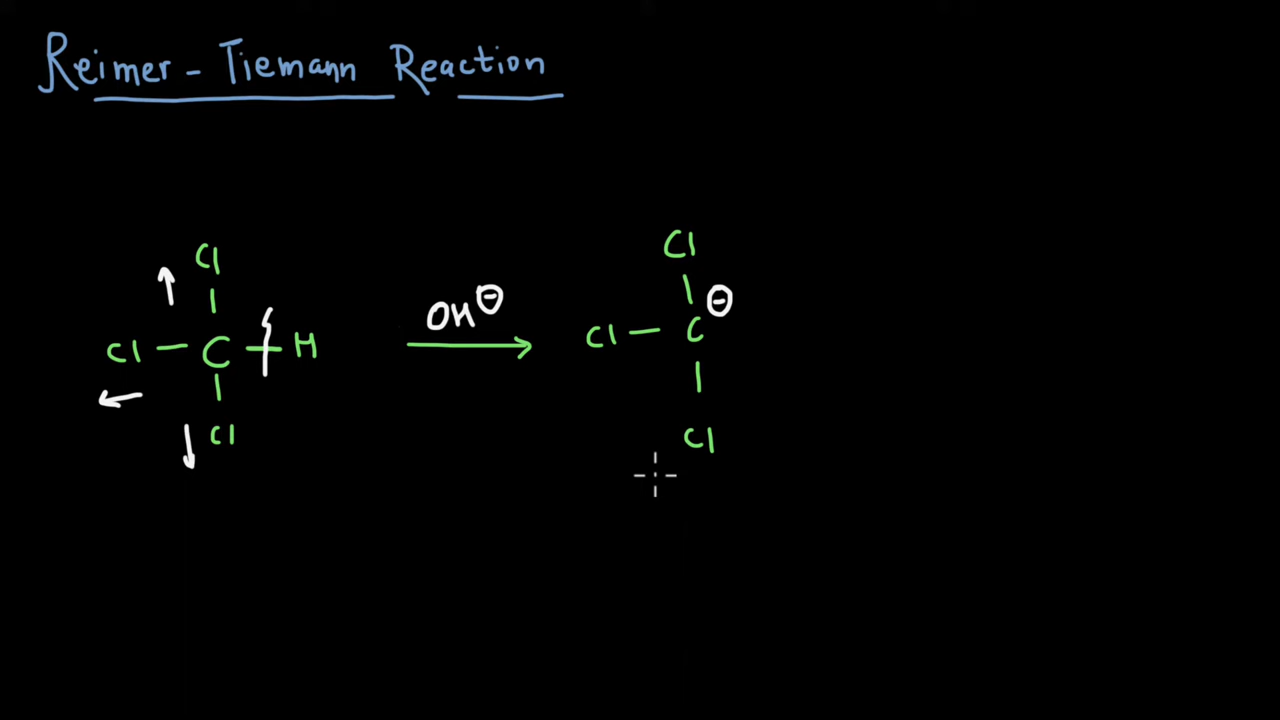 Reimer - Tiemann Reaction
Cl
Cl - C - H
Cl
OH⊖
Cl
Cl - C ⊖
Cl